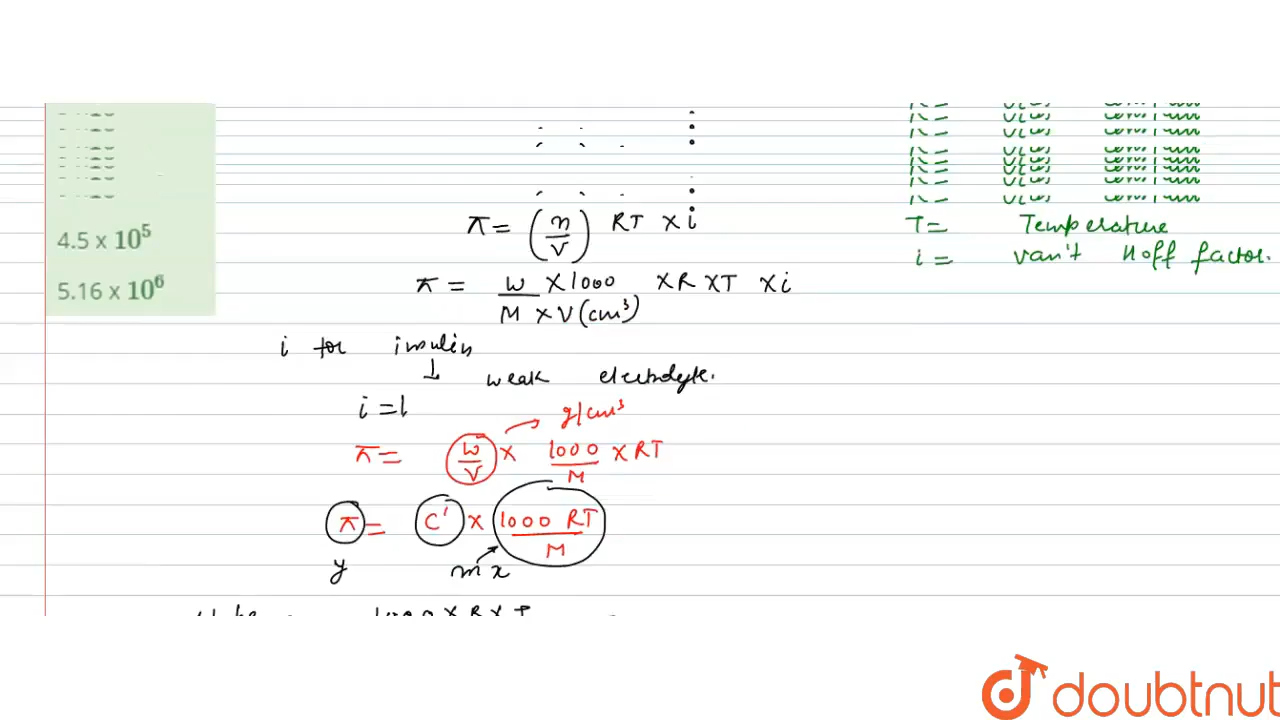 4.5 x 10^5
5.16 x 10^6
π = (n/V) RT x i
π = W x 1000 / M x V(cm³) x R x T x i
i for insulin
↓ weak electrolyte.
i = 1
g/cm³
π = W/V x 1000/M x RT
π = C' x 1000 RT / M
y mx
T = Temperature
i = van't Hoff factor.
1000 x R x T
doubtnut